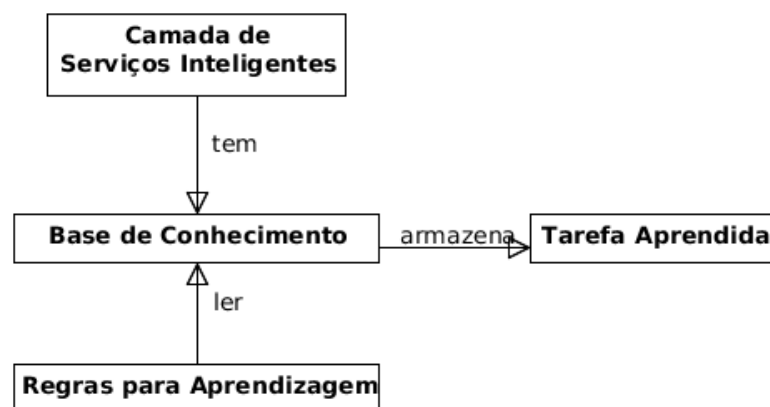 Camada de
Serviços Inteligentes
tem
Base de Conhecimento
armazena
Tarefa Aprendida
ler
Regras para Aprendizagem